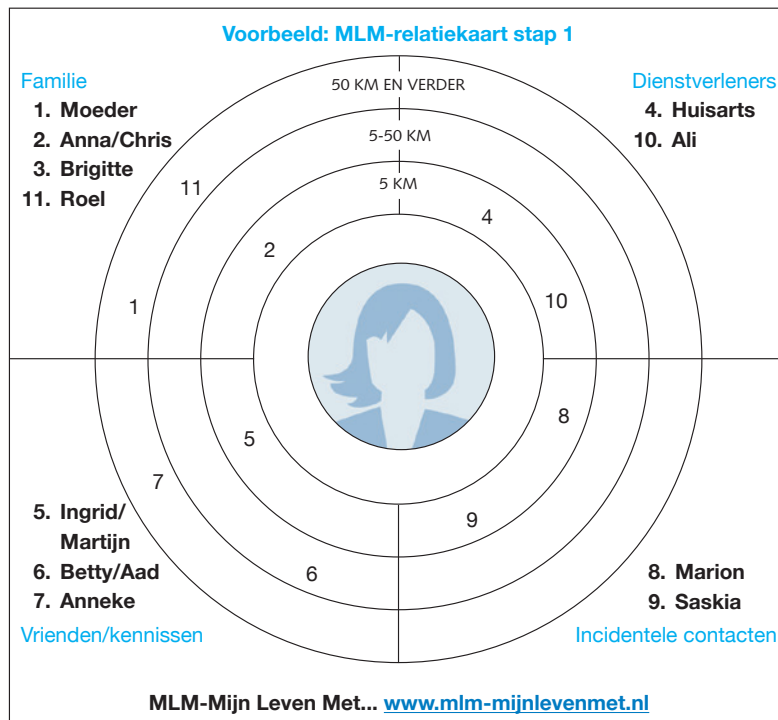 Voorbeeld: MLM-relatiekaart stap 1
Familie
1. Moeder
2. Anna/Chris
3. Brigitte
11. Roel
Dienstverleners
4. Huisarts
10. Ali
50 KM EN VERDER
5-50 KM
5 KM
11
4
2
1
10
5
8
7
9
6
5. Ingrid/
Martijn
6. Betty/Aad
7. Anneke
Vrienden/kennissen
8. Marion
9. Saskia
Incidentele contacten
MLM-Mijn Leven Met... www.mlm-mijnlevenmet.nl